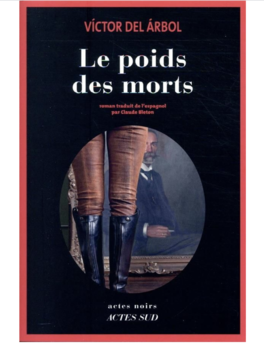 VÍCTOR DEL ÁRBOL
Le poids
des morts
roman traduit de l'espagnol
par Claude Bleton
actes noirs
ACTES SUD